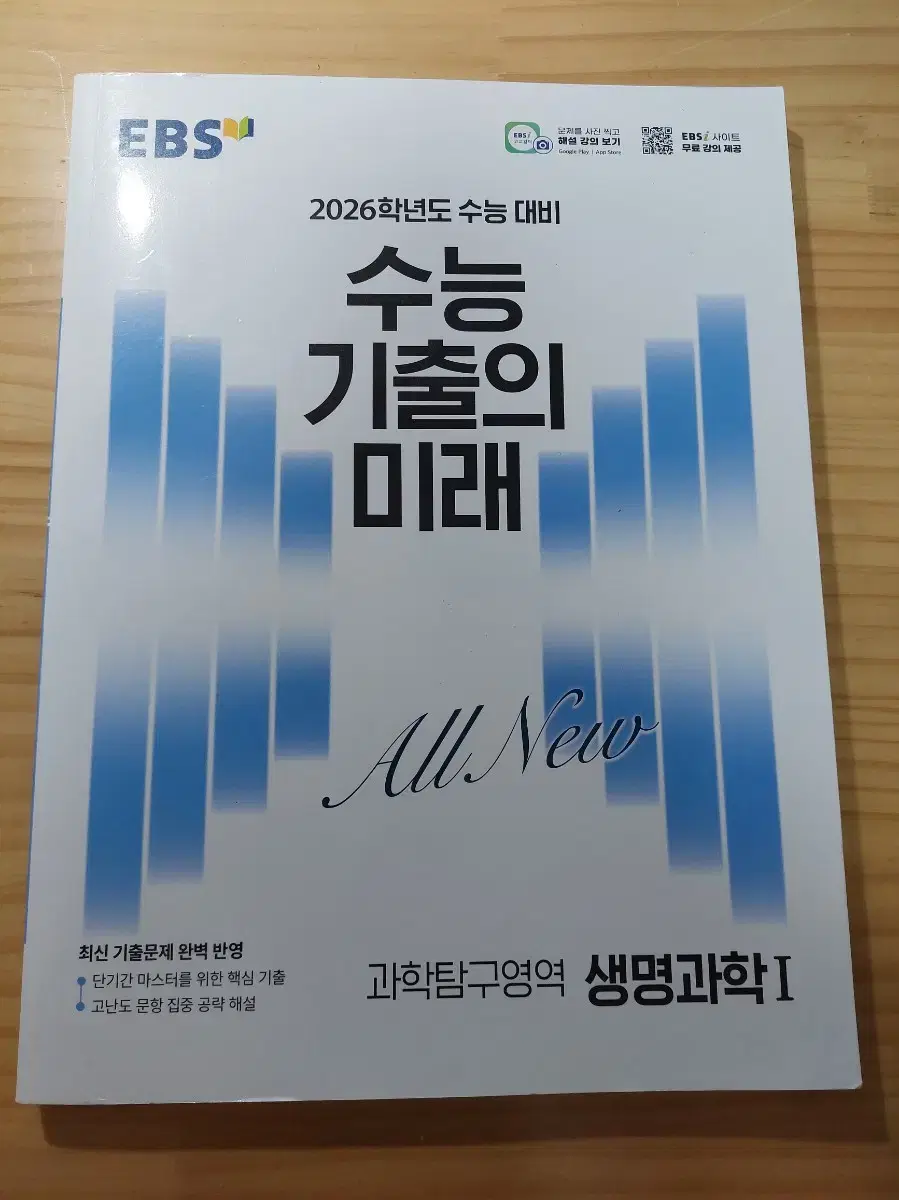 EBS
문제를 사진 찍고
해설 강의 보기
Google Play | App Store
EBSi 사이트
무료 강의 제공
2026학년도 수능 대비
수능
기출의
미래
All New
최신 기출문제 완벽 반영
단기간 마스터를 위한 핵심 기출
고난도 문항 집중 공략 해설
과학탐구영역 생명과학 I